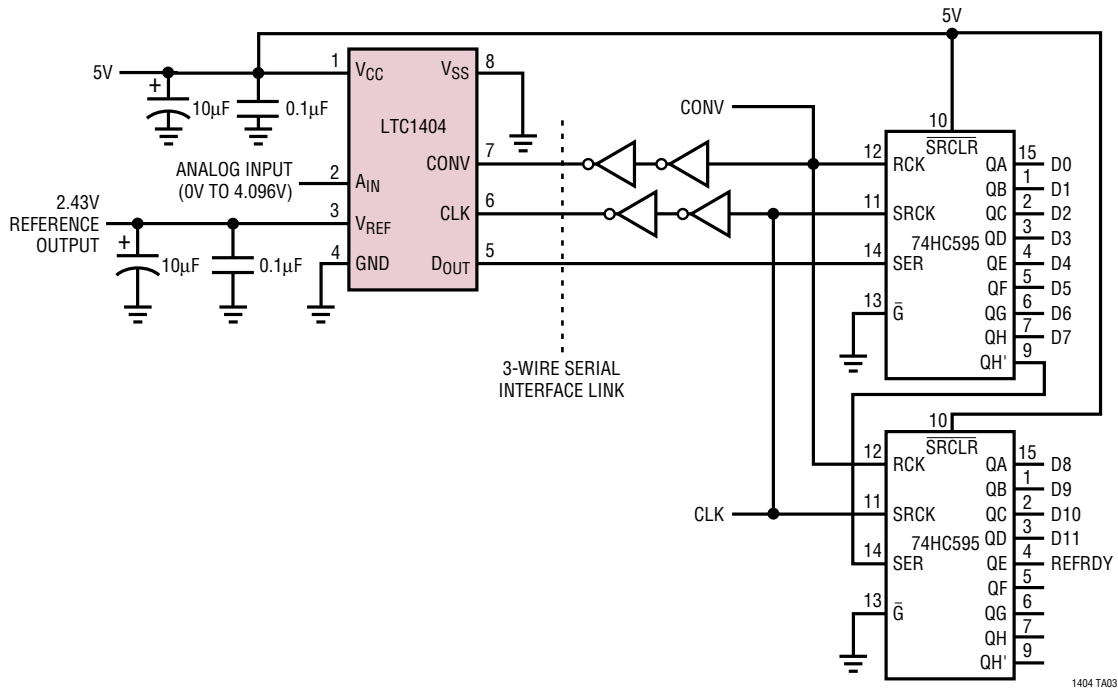 5V
5V
+
10µF
0.1µF
1
VCC
VSS
8
LTC1404
CONV
7
ANALOG INPUT
(0V TO 4.096V)
2
AIN
CLK
6
2.43V
REFERENCE
OUTPUT
3
VREF
4
GND
DOUT
5
+
10µF
0.1µF
3-WIRE SERIAL
INTERFACE LINK
CONV
10
SRCLR
12
RCK
11
SRCK
74HC595
14
SER
13
G̅
QA 15 D0
QB 1 D1
QC 2 D2
QD 3 D3
QE 4 D4
QF 5 D5
QG 6 D6
QH 7 D7
QH' 9
CLK
10
SRCLR
12
RCK
11
SRCK
74HC595
14
SER
13
G̅
QA 15 D8
QB 1 D9
QC 2 D10
QD 3 D11
QE 4 REFRDY
QF 5
QG 6
QH 7
QH' 9
1404 TA03